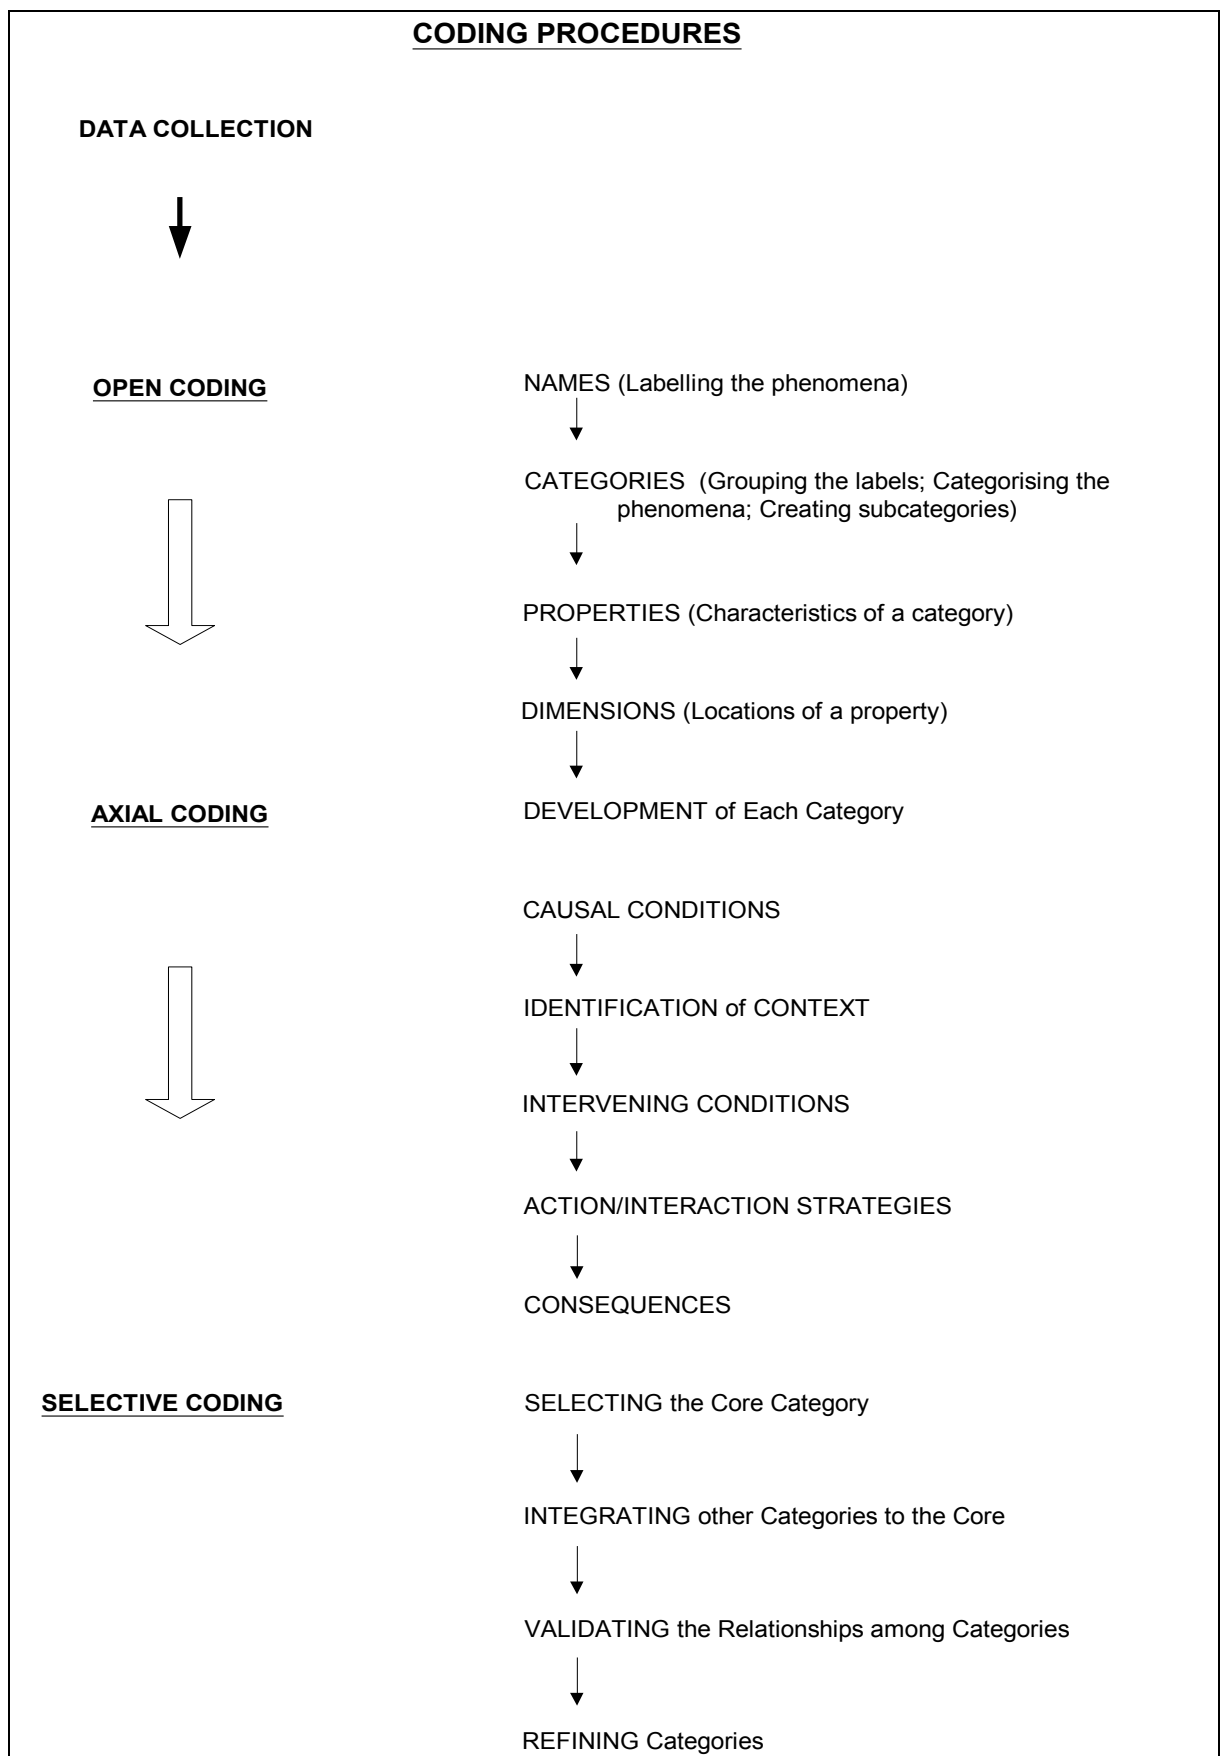 CODING PROCEDURES
DATA COLLECTION
OPEN CODING
NAMES (Labelling the phenomena)
CATEGORIES (Grouping the labels; Categorising the
phenomena; Creating subcategories)
PROPERTIES (Characteristics of a category)
DIMENSIONS (Locations of a property)
AXIAL CODING
DEVELOPMENT of Each Category
CAUSAL CONDITIONS
IDENTIFICATION of CONTEXT
INTERVENING CONDITIONS
ACTION/INTERACTION STRATEGIES
CONSEQUENCES
SELECTIVE CODING
SELECTING the Core Category
INTEGRATING other Categories to the Core
VALIDATING the Relationships among Categories
REFINING Categories